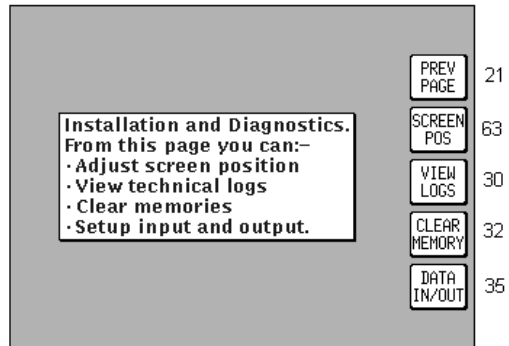 Installation and Diagnostics.
From this page you can:–
·Adjust screen position
·View technical logs
·Clear memories
·Setup input and output.
PREV
PAGE
21
SCREEN
POS
63
VIEW
LOGS
30
CLEAR
MEMORY
32
DATA
IN/OUT
35